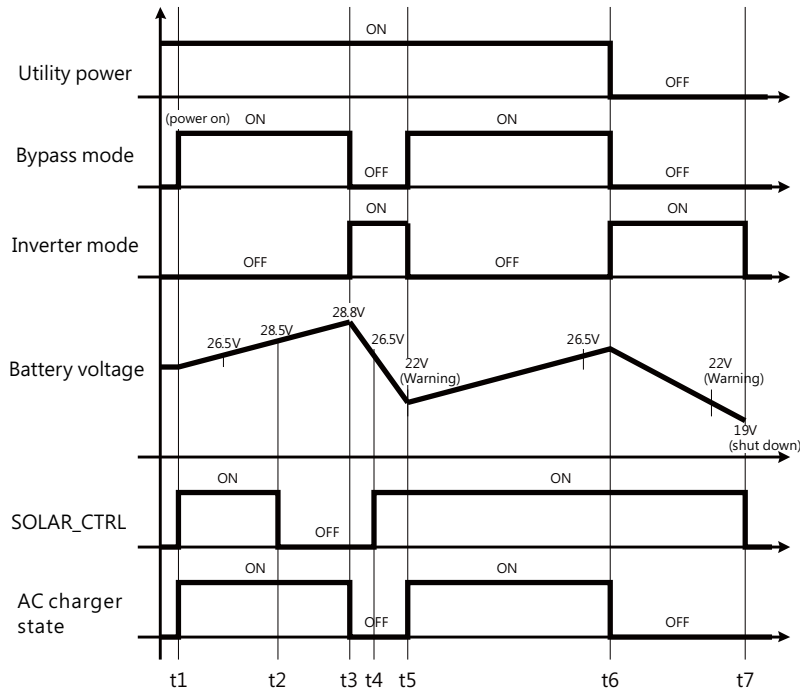 ON
Utility power
OFF
(power on) ON ON
Bypass mode
OFF OFF
ON ON
Inverter mode
OFF OFF
28.8V
28.5V
26.5V 26.5V 26.5V
Battery voltage
22V
(Warning)
22V
(Warning)
19V
(shut down)
ON ON
SOLAR_CTRL
OFF
ON ON
AC charger
state
OFF OFF
t1 t2 t3 t4 t5 t6 t7